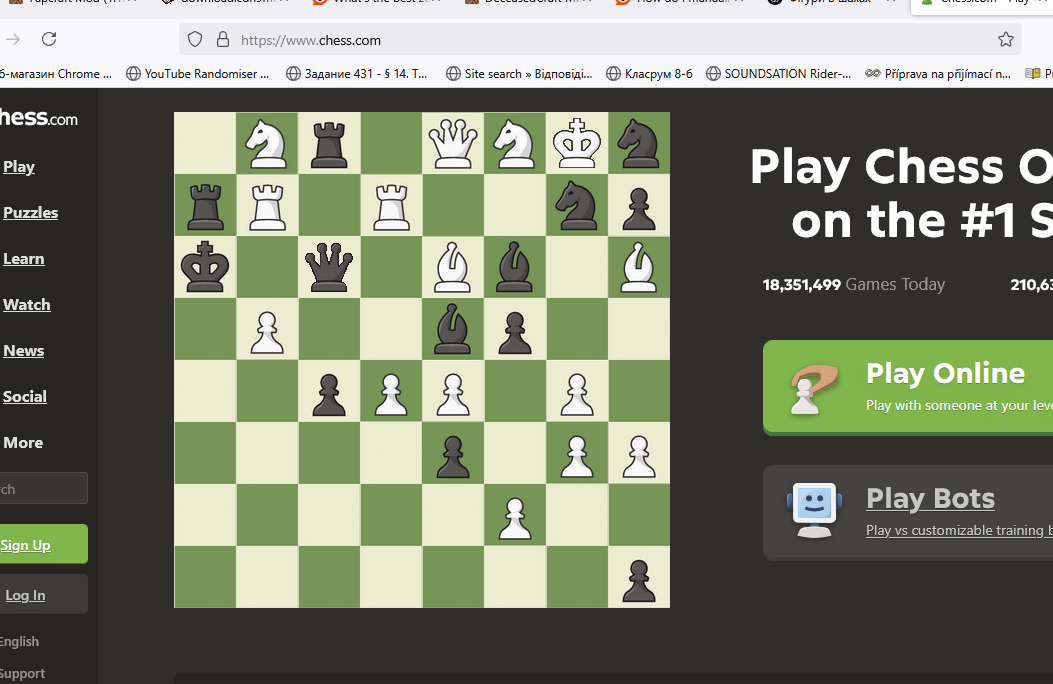 https://www.chess.com
YouTube Randomiser ...
Задание 431 - § 14. Т...
Site search » Відповіді...
Класрум 8-б
SOUNDSATION Rider-...
Příprava na přijímací n...
б-магазин Chrome ...
hess.com
Play
Puzzles
Learn
Watch
News
Social
More
rch
Sign Up
Log In
English
Support
Play Chess O
on the #1 S
18,351,499 Games Today
210,63
Play Online
Play with someone at your leve
Play Bots
Play vs customizable training b